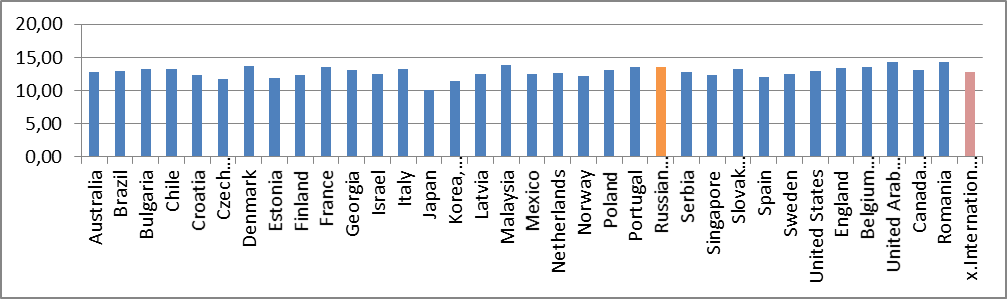 20,00
15,00
10,00
5,00
0,00
Australia
Brazil
Bulgaria
Chile
Croatia
Czech…
Denmark
Estonia
Finland
France
Georgia
Israel
Italy
Japan
Korea,…
Latvia
Malaysia
Mexico
Netherlands
Norway
Poland
Portugal
Russian…
Serbia
Singapore
Slovak…
Spain
Sweden
United States
England
Belgium…
United Arab…
Canada…
Romania
x.Internation…